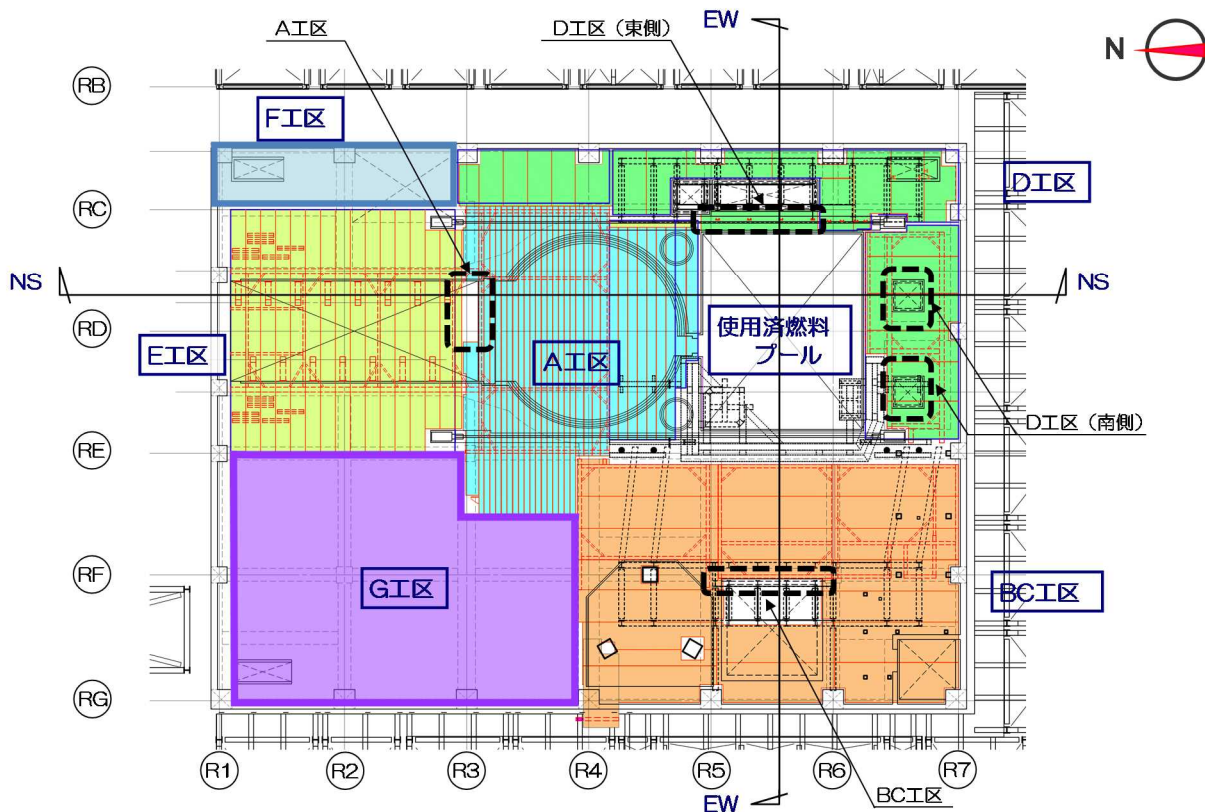 EW
A工区
D工区（東側）
N
RB
F工区
D工区
RC
NS
NS
RD
使用済燃料
プール
E工区
A工区
D工区（南側）
RE
RF
G工区
BC工区
RG
R1
R2
R3
R4
R5
R6
R7
EW
BC工区